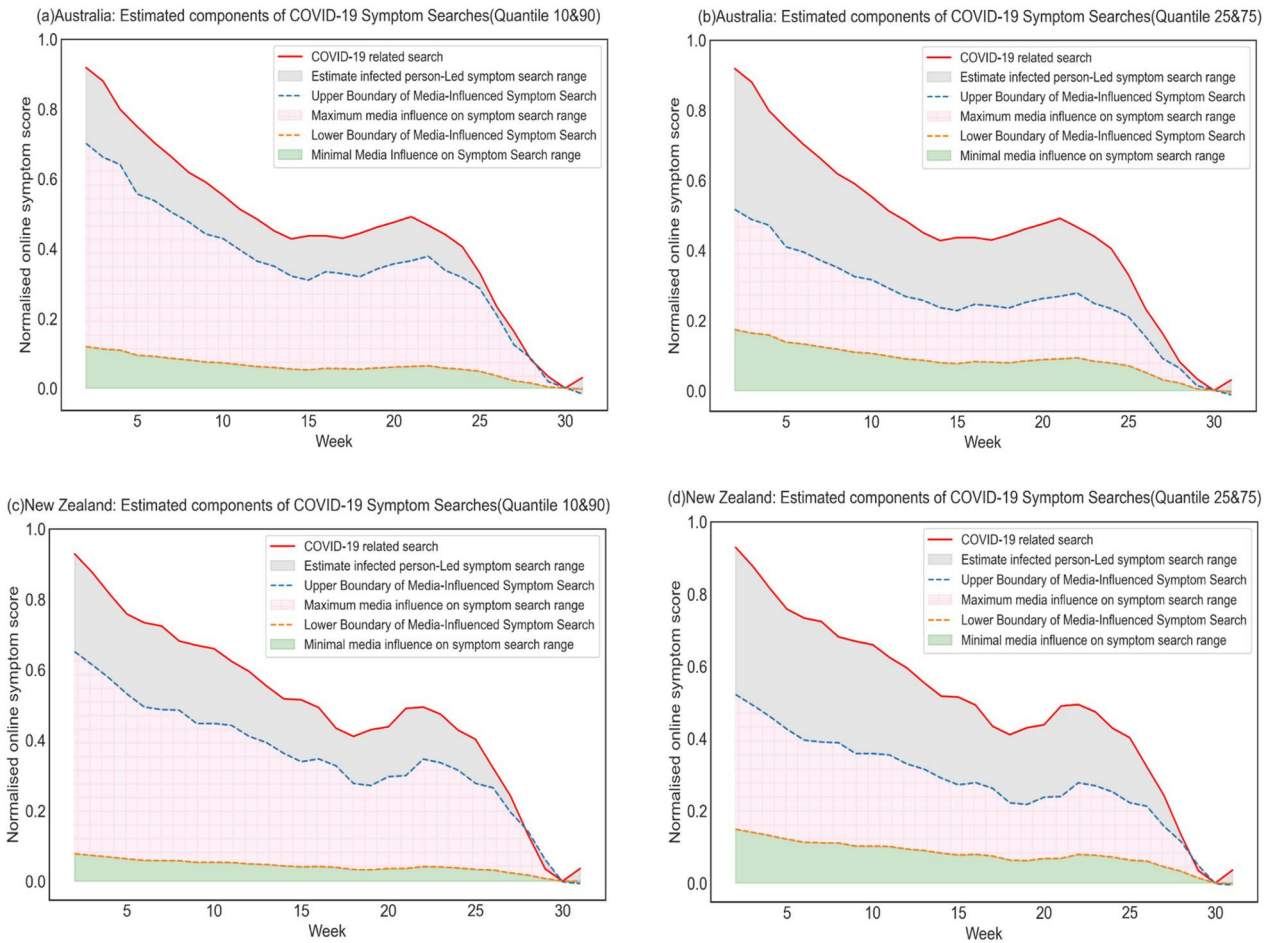 (a)Australia: Estimated components of COVID-19 Symptom Searches(Quantile 10&90)
1.0
COVID-19 related search
Estimate infected person-Led symptom search range
Upper Boundary of Media-Influenced Symptom Search
Maximum media influence on symptom search range
Lower Boundary of Media-Influenced Symptom Search
Minimal Media Influence on Symptom Search range
0.8
0.6
0.4
0.2
0.0
Normalised online symptom score
5
10
15
20
25
30
Week
(b)Australia: Estimated components of COVID-19 Symptom Searches(Quantile 25&75)
1.0
COVID-19 related search
Estimate infected person-Led symptom search range
Upper Boundary of Media-Influenced Symptom Search
Maximum media influence on symptom search range
Lower Boundary of Media-Influenced Symptom Search
Minimal media influence on symptom search range
0.8
0.6
0.4
0.2
0.0
Normalised online symptom score
5
10
15
20
25
30
Week
(c)New Zealand: Estimated components of COVID-19 Symptom Searches(Quantile 10&90)
1.0
COVID-19 related search
Estimate infected person-Led symptom search range
Upper Boundary of Media-Influenced Symptom Search
Maximum media influence on symptom search range
Lower Boundary of Media-Influenced Symptom Search
Minimal media influence on symptom search range
0.8
0.6
0.4
0.2
0.0
Normalised online symptom score
5
10
15
20
25
30
Week
(d)New Zealand: Estimated components of COVID-19 Symptom Searches(Quantile 25&75)
1.0
COVID-19 related search
Estimate infected person-Led symptom search range
Upper Boundary of Media-Influenced Symptom Search
Maximum media influence on symptom search range
Lower Boundary of Media-Influenced Symptom Search
Minimal media influence on symptom search range
0.8
0.6
0.4
0.2
0.0
Normalised online symptom score
5
10
15
20
25
30
Week